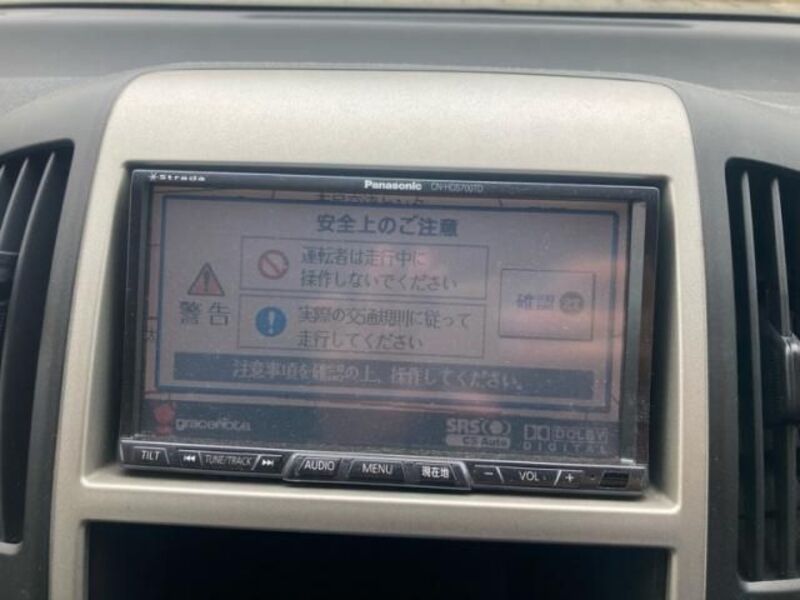 Strada
Panasonic CN-HDS700TD
安全上のご注意
警告
運転者は走行中に
操作しないでください
実際の交通規則に従って
走行してください
確認
注意事項を確認の上、操作してください。
gracenote
SRS
CS Auto
DOLBY
DIGITAL
TILT
TUNE/TRACK
AUDIO
MENU
現在地
- VOL +